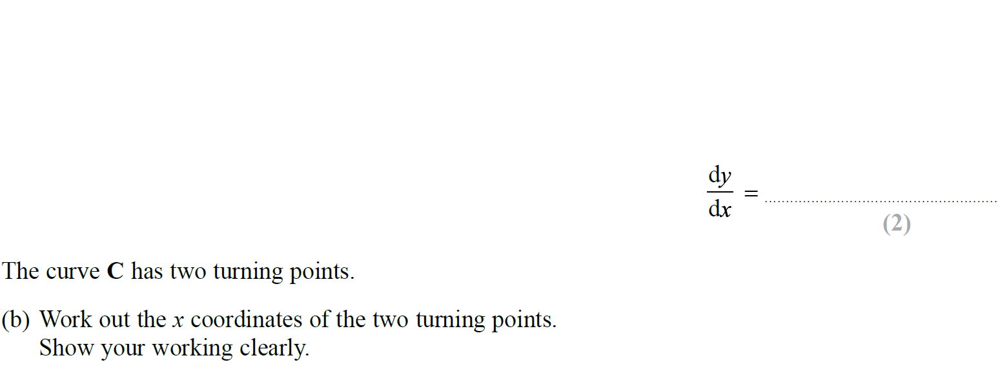 dy
dx = ............................................................
(2)
The curve C has two turning points.
(b) Work out the x coordinates of the two turning points.
Show your working clearly.